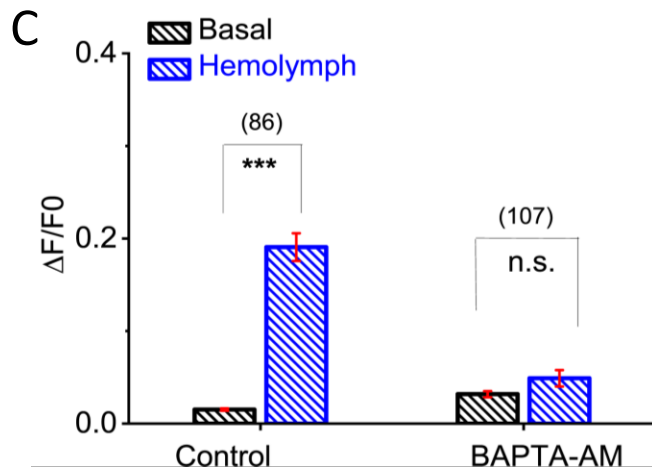 C
Basal
Hemolymph
0.4
(86)
***
0.2
(107)
n.s.
ΔF/F0
0.0
Control BAPTA-AM